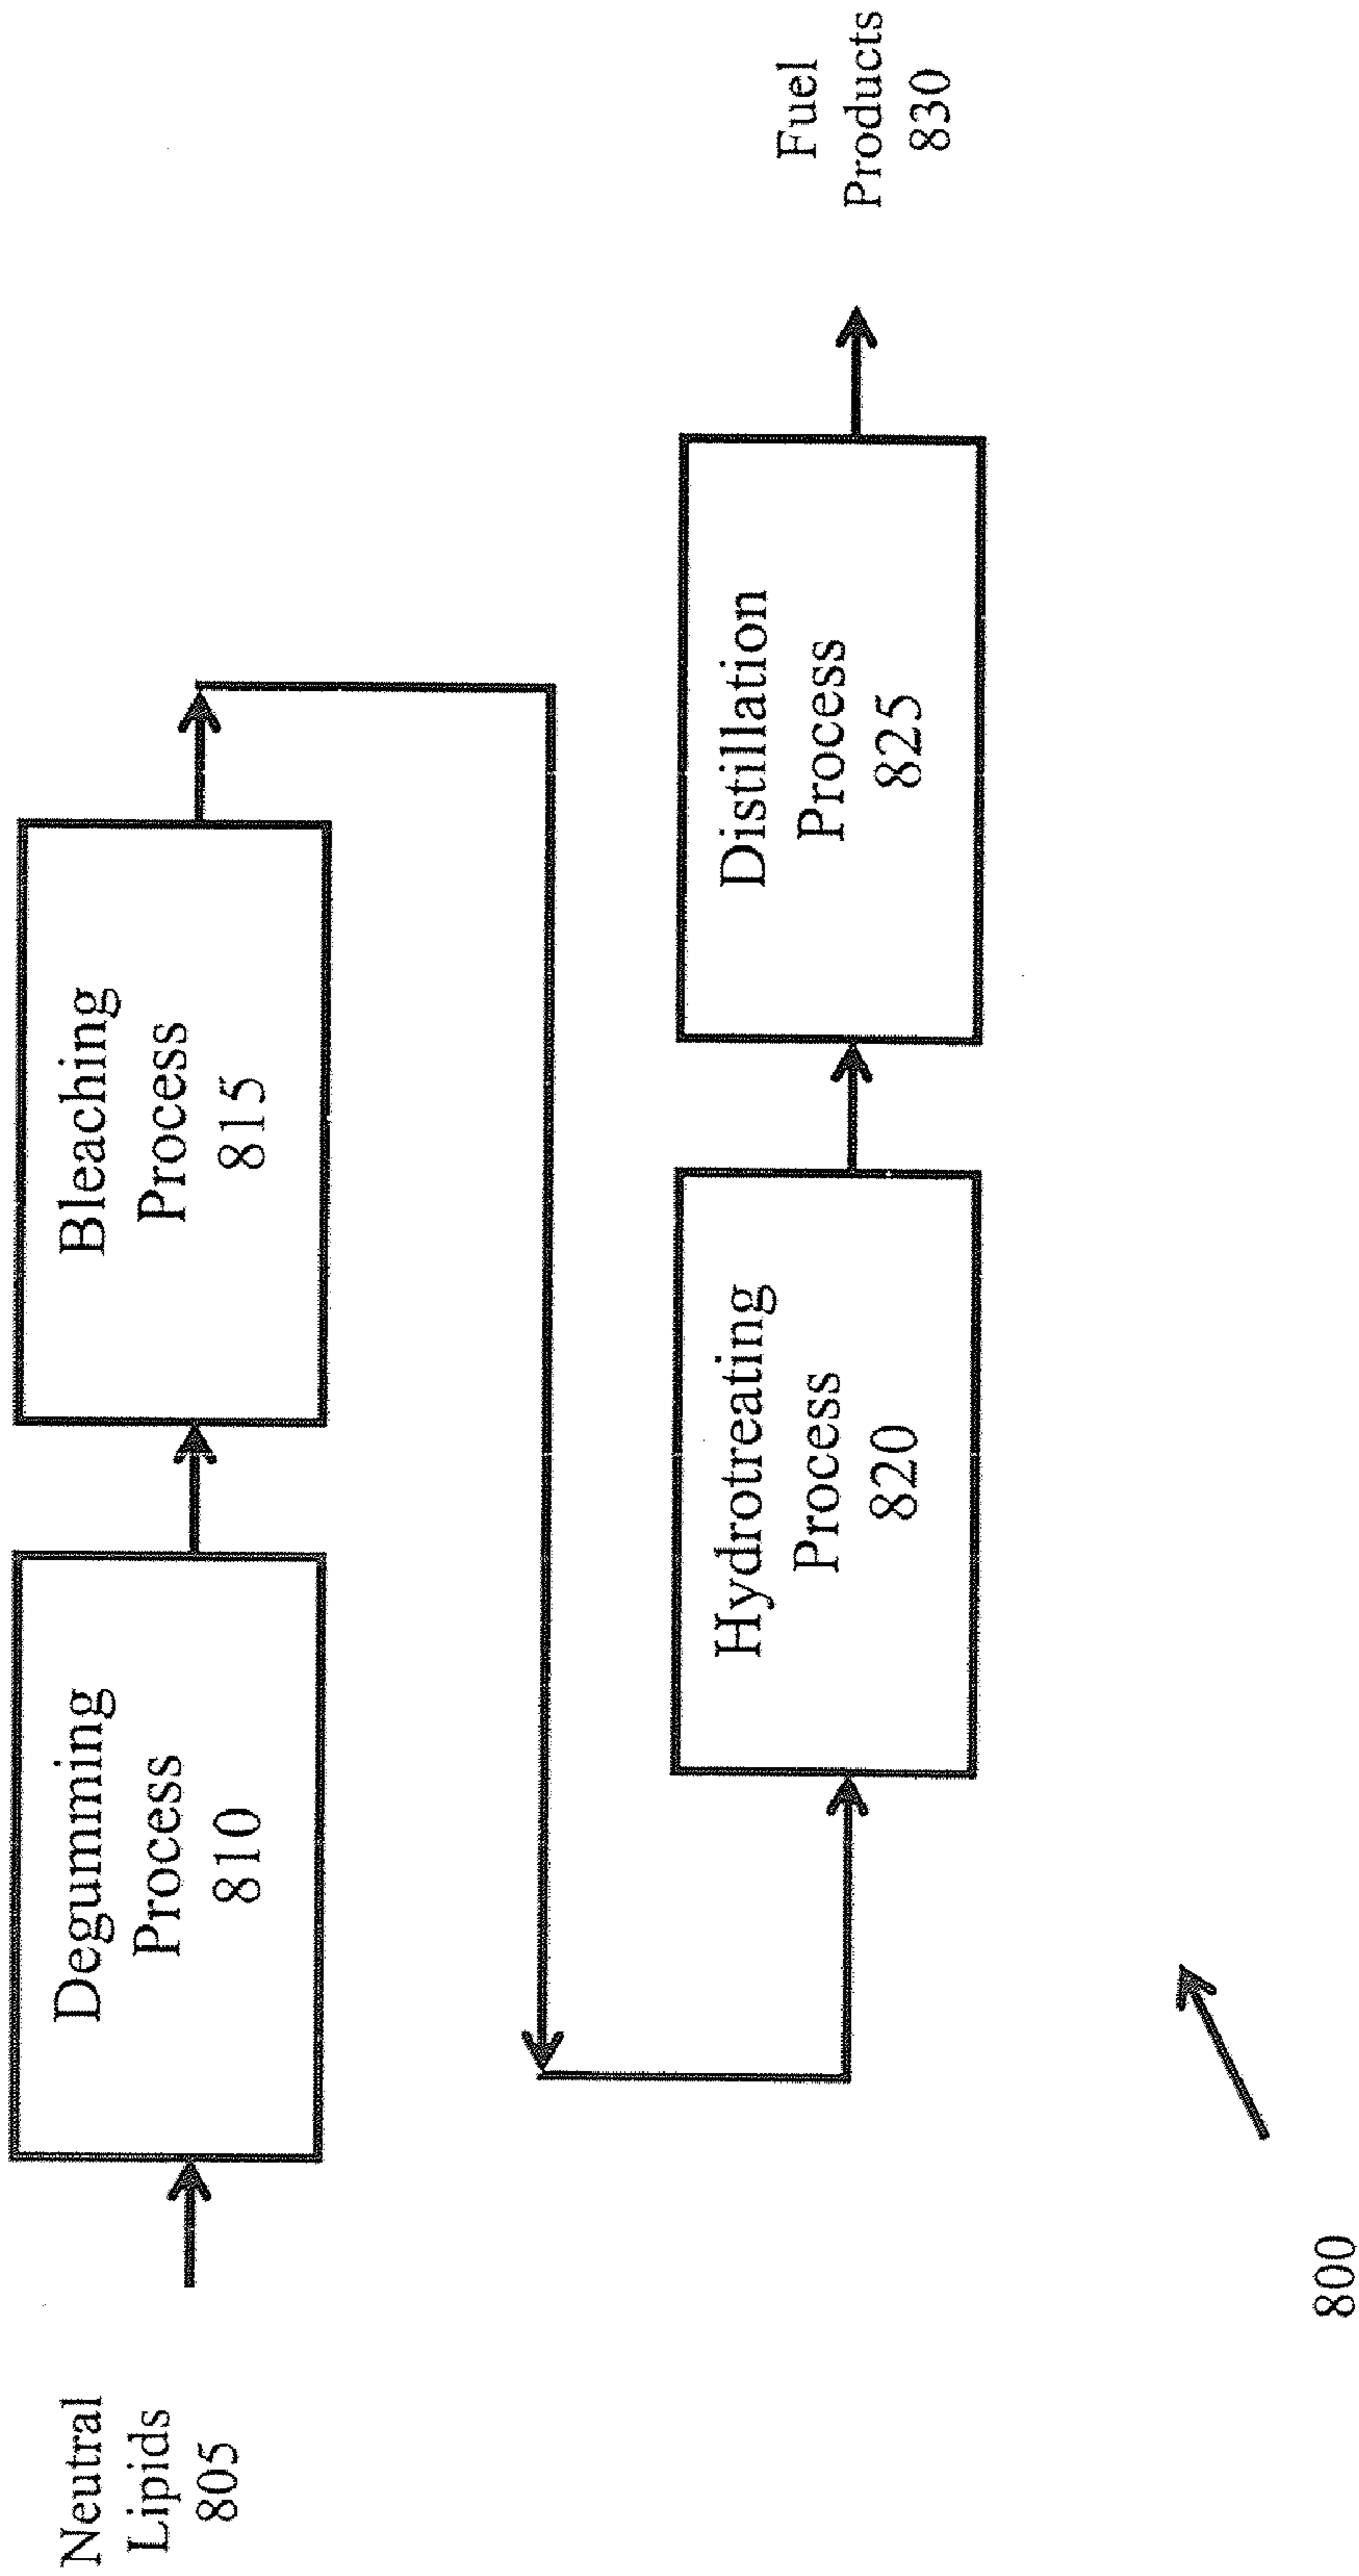 Neutral
Lipids
805
Degumming
Process
810
Bleaching
Process
815
Hydrotreating
Process
820
Distillation
Process
825
Fuel
Products
830
800